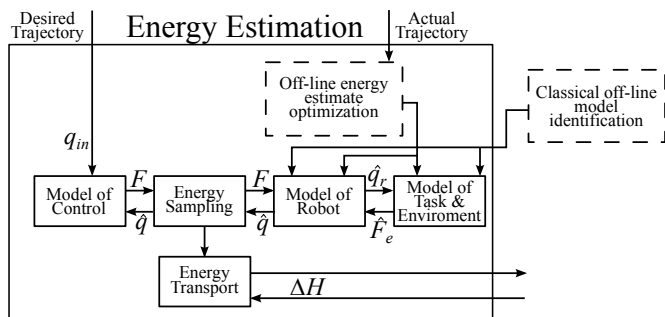 Desired
Trajectory
Energy Estimation
Actual
Trajectory
Off-line energy
estimate
optimization
Classical off-line
model
identification
q_in
Model of
Control
F
q̂
Energy
Sampling
F
q̂
Model of
Robot
q̂_r
F̂_e
Model of
Task &
Enviroment
Energy
Transport
ΔH